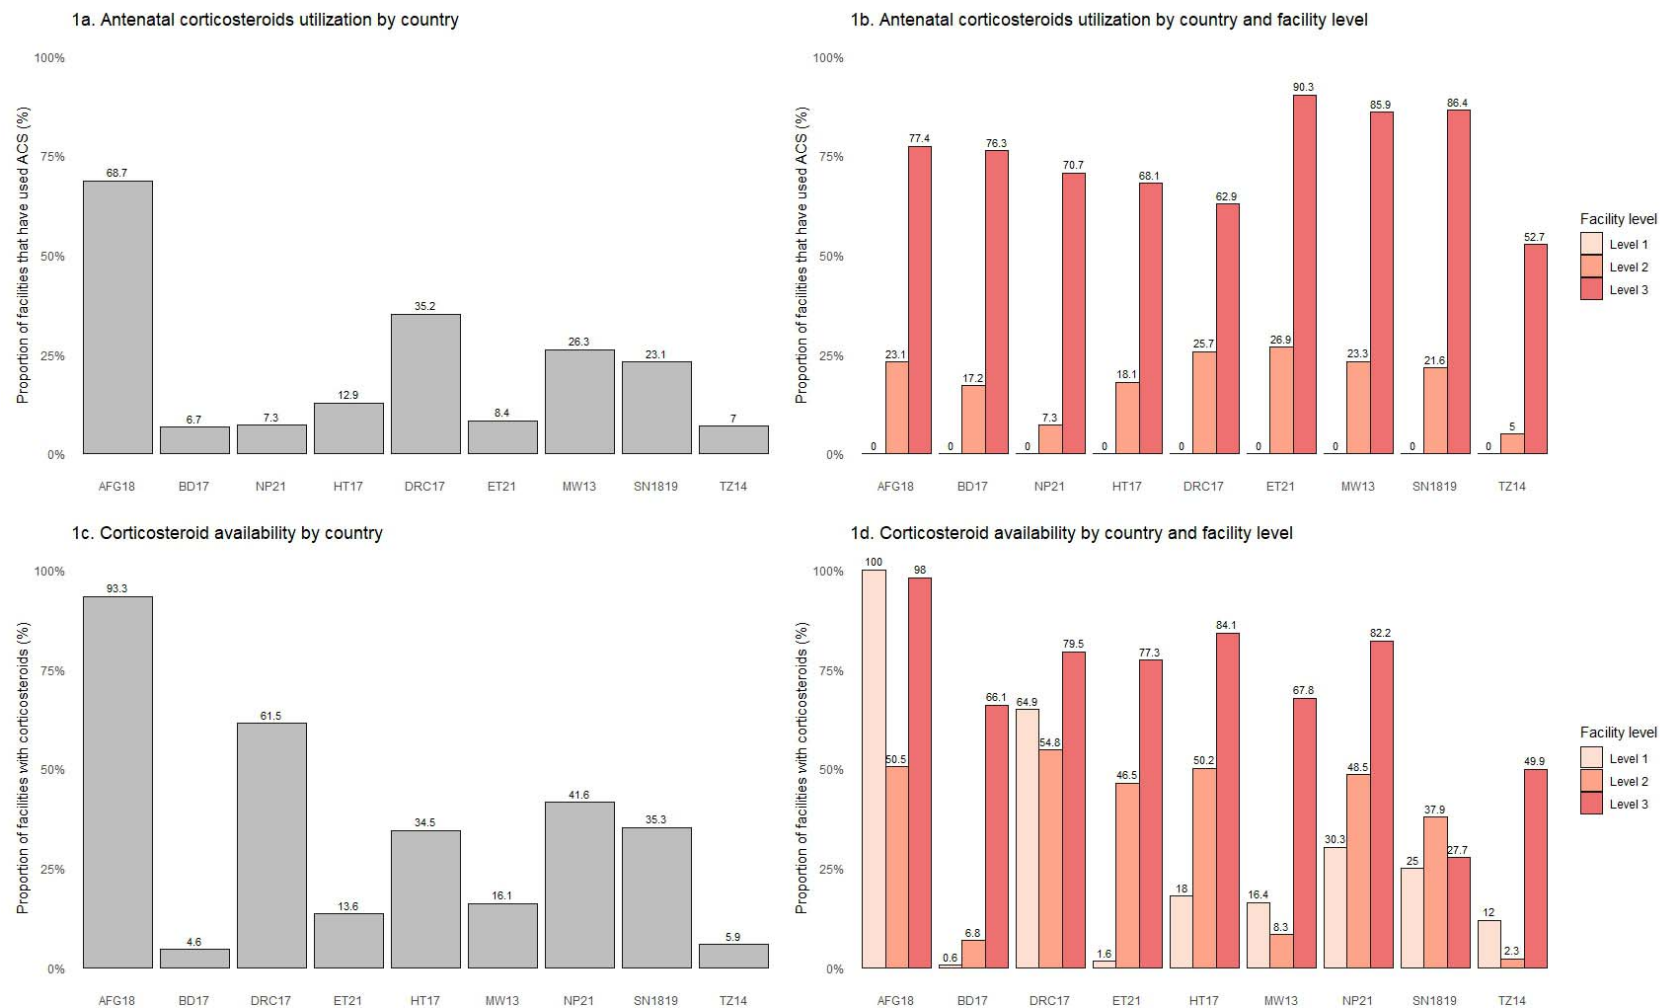 1a. Antenatal corticosteroids utilization by country
Proportion of facilities that have used ACS (%)
100%
75%
50%
25%
0%
68.7
6.7
7.3
12.9
35.2
8.4
26.3
23.1
7
AFG18 BD17 NP21 HT17 DRC17 ET21 MW13 SN1819 TZ14
1b. Antenatal corticosteroids utilization by country and facility level
Proportion of facilities that have used ACS (%)
100%
75%
50%
25%
0%
0 23.1 77.4
0 17.2 76.3
0 7.3 70.7
0 18.1 68.1
0 25.7 62.9
0 26.9 90.3
0 23.3 85.9
0 21.6 86.4
0 5 52.7
AFG18 BD17 NP21 HT17 DRC17 ET21 MW13 SN1819 TZ14
Facility level
Level 1
Level 2
Level 3
1c. Corticosteroid availability by country
Proportion of facilities with corticosteroids (%)
100%
75%
50%
25%
0%
93.3
4.6
61.5
13.6
34.5
16.1
41.6
35.3
5.9
AFG18 BD17 DRC17 ET21 HT17 MW13 NP21 SN1819 TZ14
1d. Corticosteroid availability by country and facility level
Proportion of facilities with corticosteroids (%)
100%
75%
50%
25%
0%
100 50.5 98
0.6 6.8 66.1
64.9 54.8 79.5
1.6 46.5 77.3
18 50.2 84.1
16.4 8.3 67.8
30.3 48.5 82.2
25 37.9 27.7
12 2.3 49.9
AFG18 BD17 DRC17 ET21 HT17 MW13 NP21 SN1819 TZ14
Facility level
Level 1
Level 2
Level 3